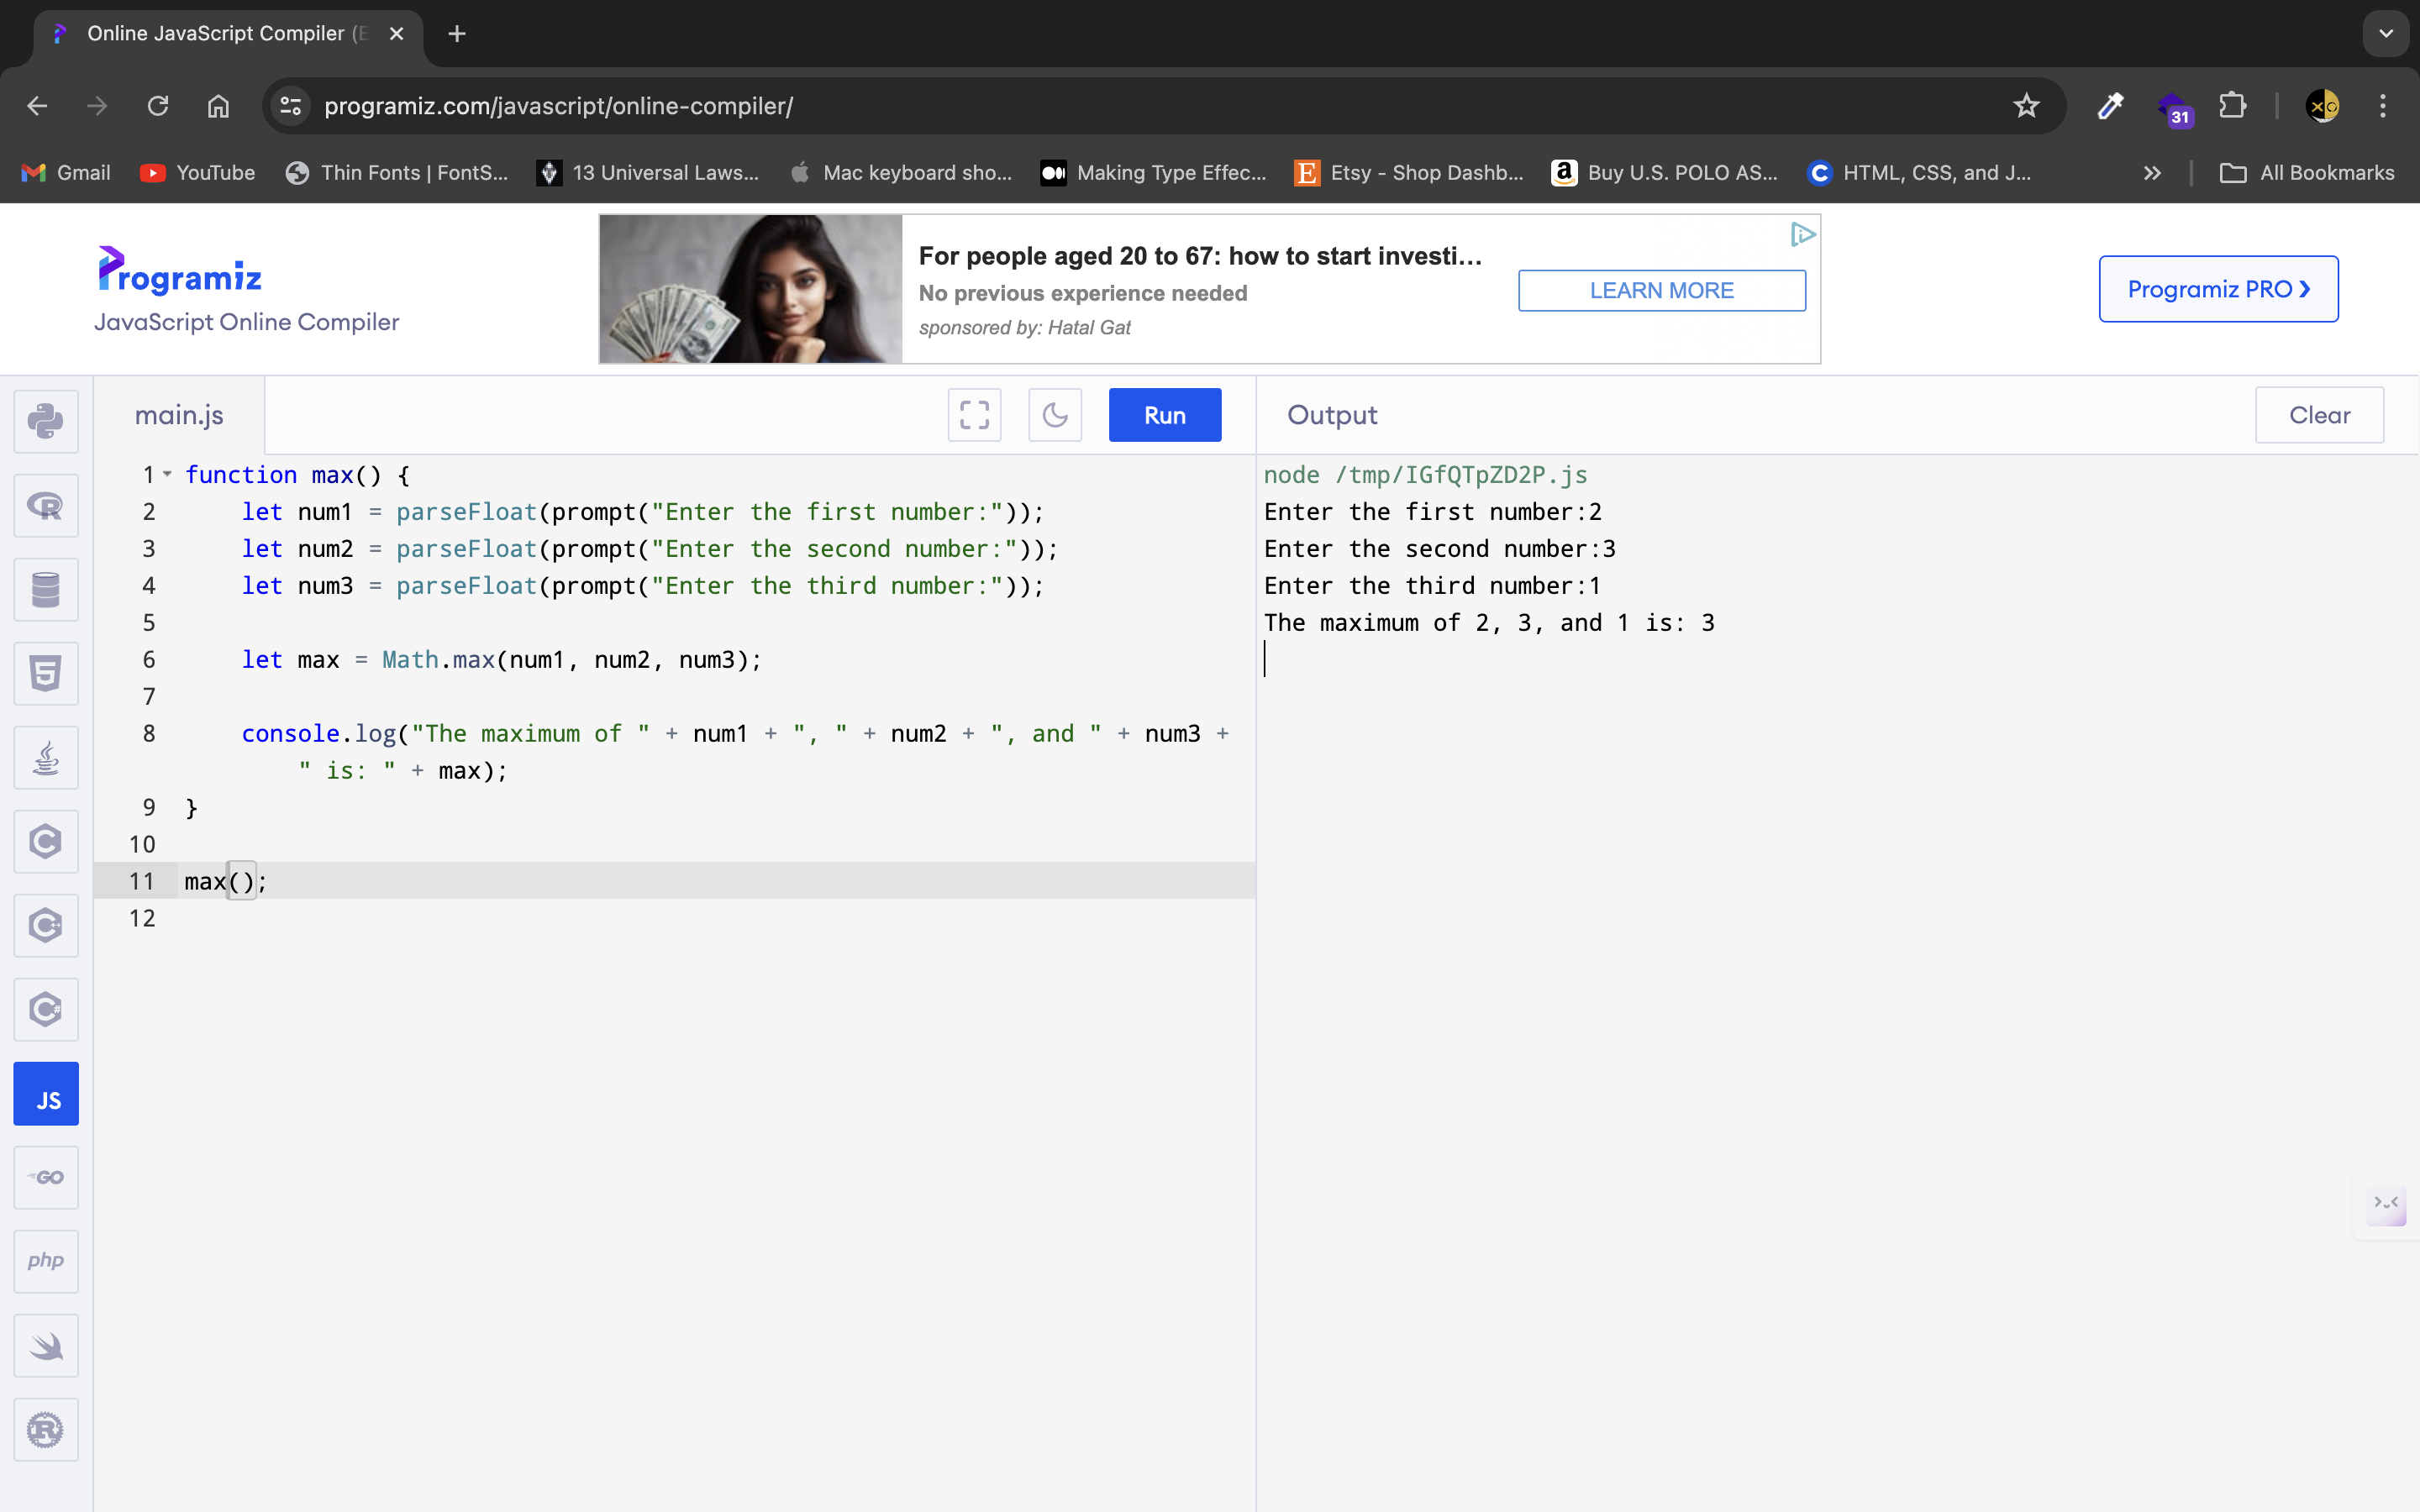 Online JavaScript Compiler (E
programiz.com/javascript/online-compiler/
31
Gmail
YouTube
Thin Fonts | FontS...
13 Universal Laws...
Mac keyboard sho...
Making Type Effec...
Etsy - Shop Dashb...
Buy U.S. POLO AS...
HTML, CSS, and J...
All Bookmarks
Programiz
JavaScript Online Compiler
For people aged 20 to 67: how to start investi...
No previous experience needed
sponsored by: Hatal Gat
LEARN MORE
Programiz PRO ❯
main.js
Run
Output
Clear
1 function max() {
2 let num1 = parseFloat(prompt("Enter the first number:"));
3 let num2 = parseFloat(prompt("Enter the second number:"));
4 let num3 = parseFloat(prompt("Enter the third number:"));
5
6 let max = Math.max(num1, num2, num3);
7
8 console.log("The maximum of " + num1 + ", " + num2 + ", and " + num3 +
" is: " + max);
9 }
10
11 max();
12
node /tmp/IGfQTpZD2P.js
Enter the first number:2
Enter the second number:3
Enter the third number:1
The maximum of 2, 3, and 1 is: 3
R
5
C
C++
C#
JS
GO
php
R